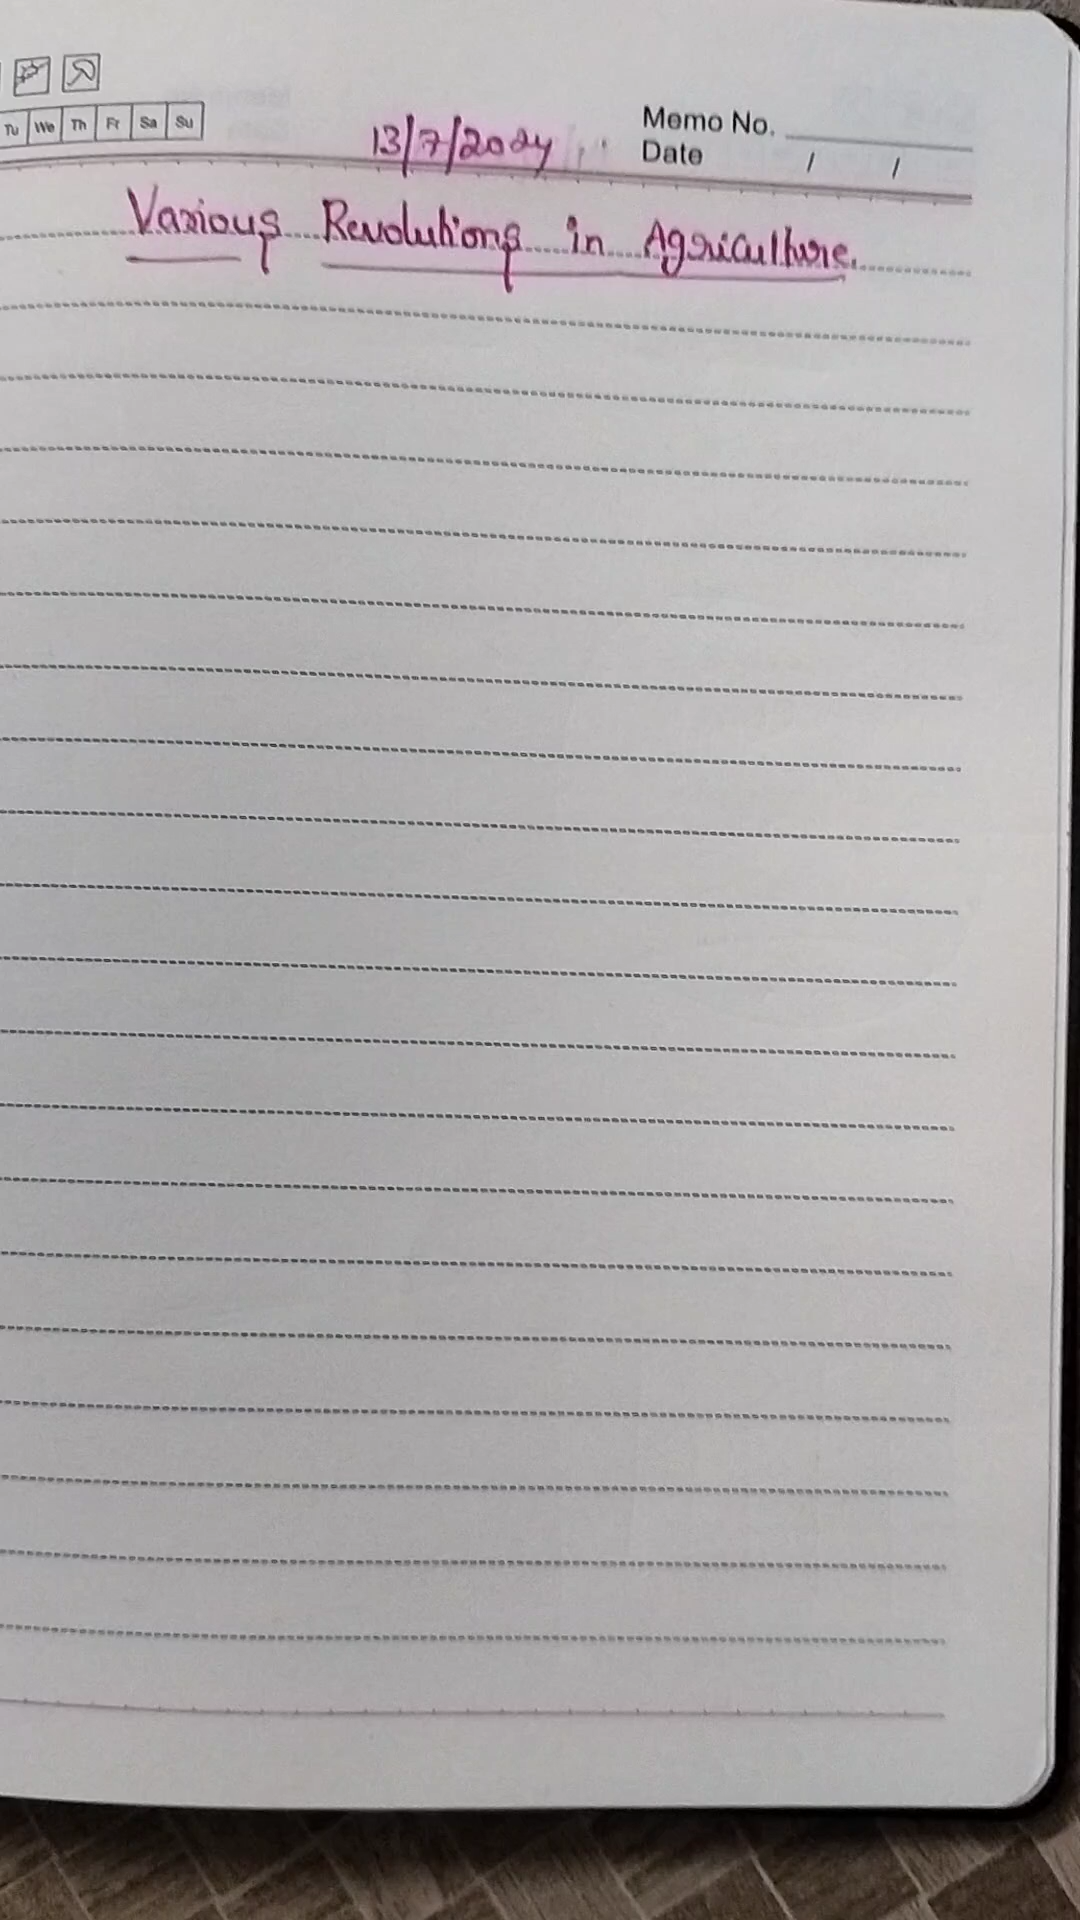 Tu We Th Fr Sa Su
13/7/2024
Memo No.
Date / /
Various Revolutions in Agriculture.